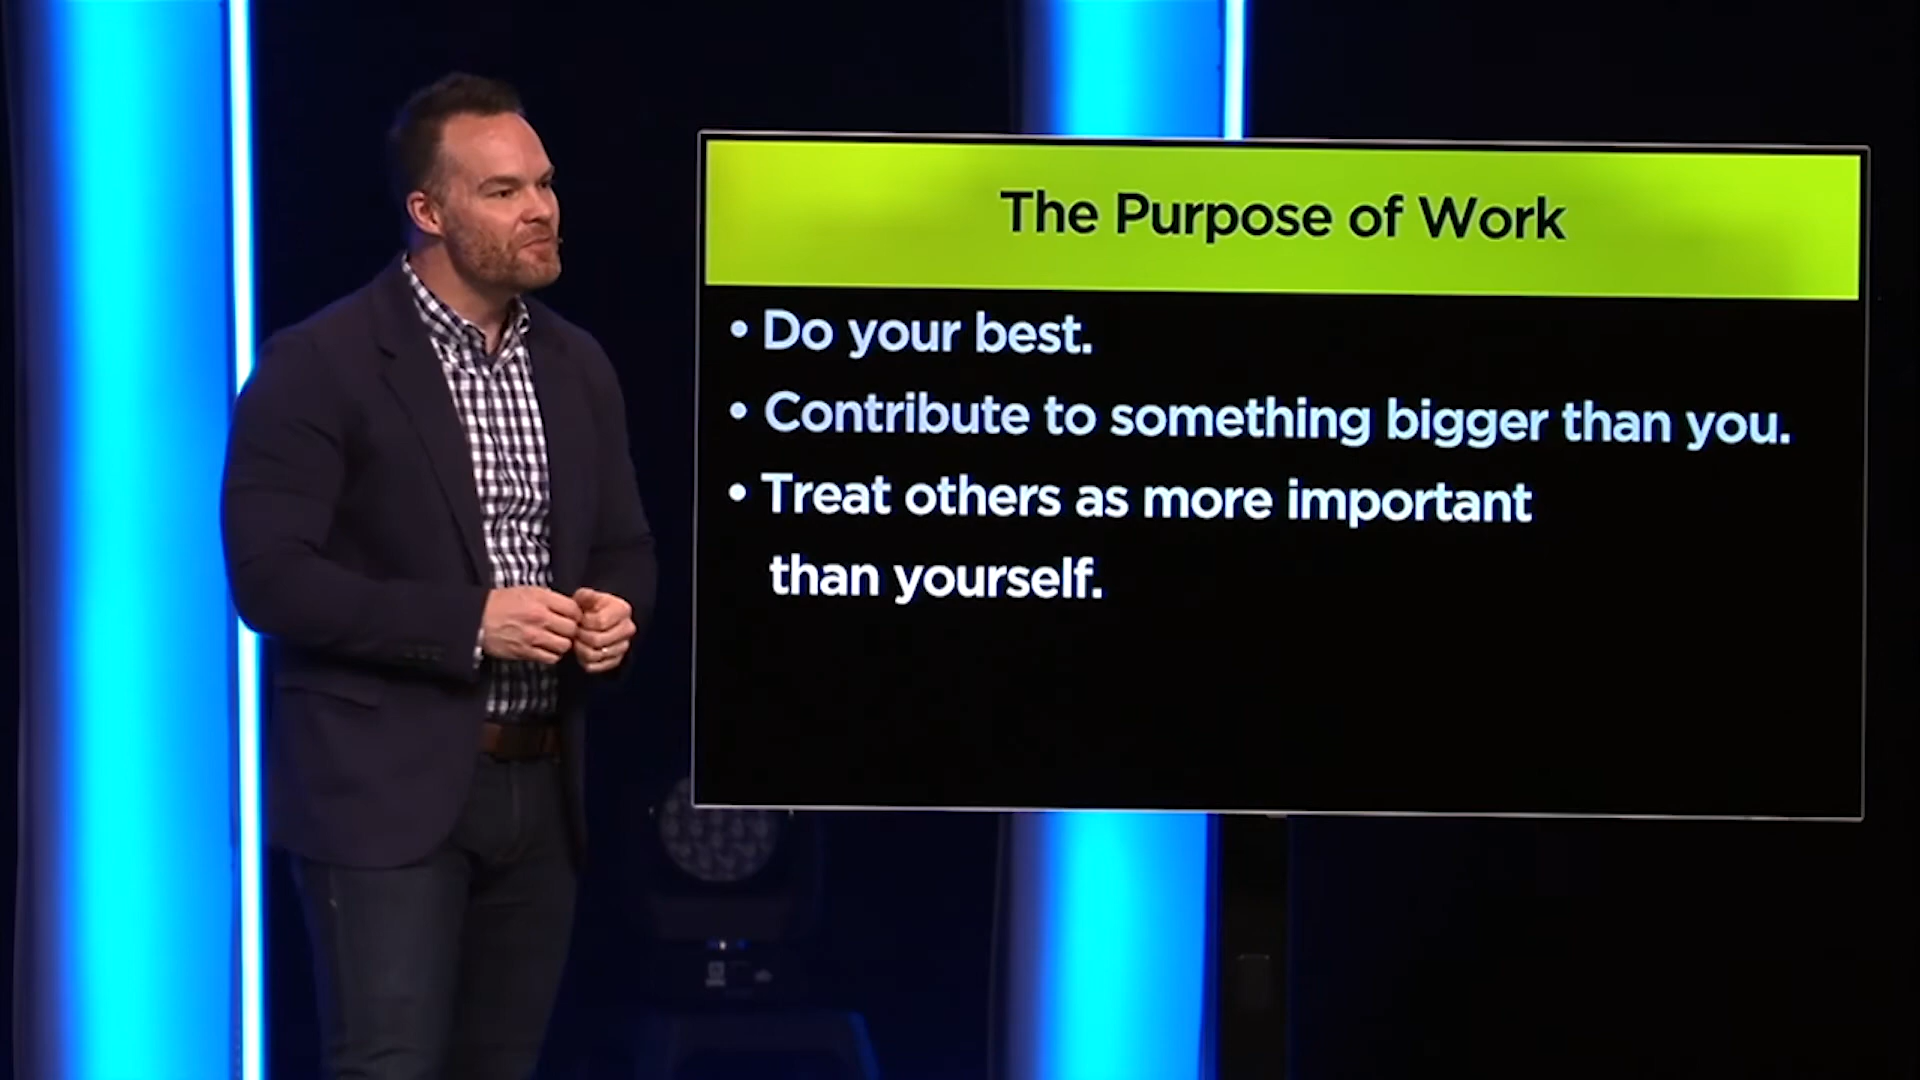 The Purpose of Work
• Do your best.
• Contribute to something bigger than you.
• Treat others as more important
than yourself.